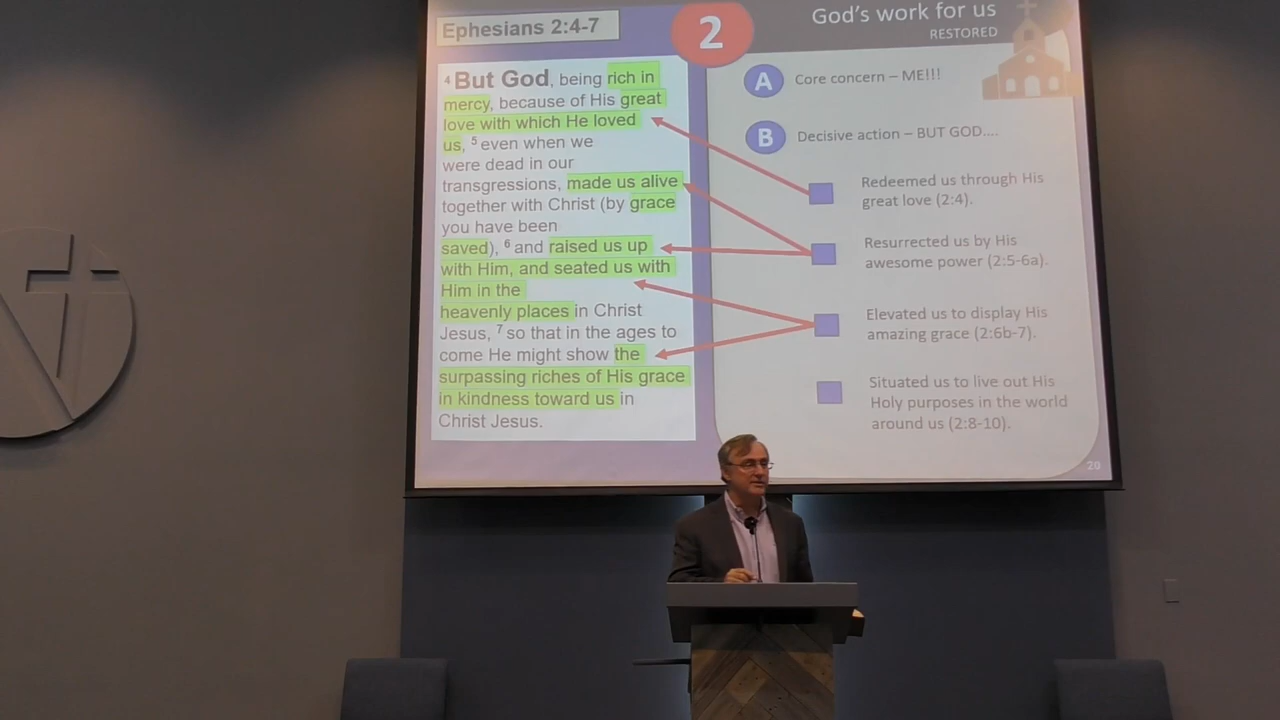 Ephesians 2:4-7
2
God's work for us
RESTORED
4 But God, being rich in
mercy, because of His great
love with which He loved
us, 5 even when we
were dead in our
transgressions, made us alive
together with Christ (by grace
you have been
saved), 6 and raised us up
with Him, and seated us with
Him in the
heavenly places in Christ
Jesus, 7 so that in the ages to
come He might show the
surpassing riches of His grace
in kindness toward us in
Christ Jesus.
A Core concern – ME!!!
B Decisive action – BUT GOD....
Redeemed us through His
great love (2:4).
Resurrected us by His
awesome power (2:5-6a).
Elevated us to display His
amazing grace (2:6b-7).
Situated us to live out His
Holy purposes in the world
around us (2:8-10).
20